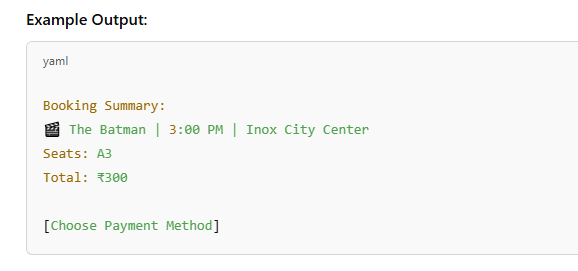 Example Output:
yaml
Booking Summary:
🎬 The Batman | 3:00 PM | Inox City Center
Seats: A3
Total: ₹300
[Choose Payment Method]